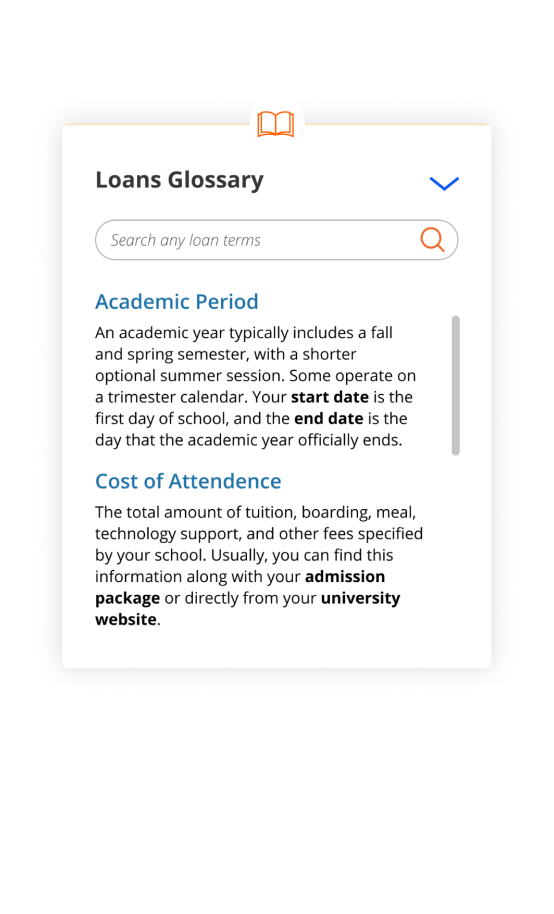 Loans Glossary
Search any loan terms
Academic Period
An academic year typically includes a fall
and spring semester, with a shorter
optional summer session. Some operate on
a trimester calendar. Your start date is the
first day of school, and the end date is the
day that the academic year officially ends.
Cost of Attendence
The total amount of tuition, boarding, meal,
technology support, and other fees specified
by your school. Usually, you can find this
information along with your admission
package or directly from your university
website.